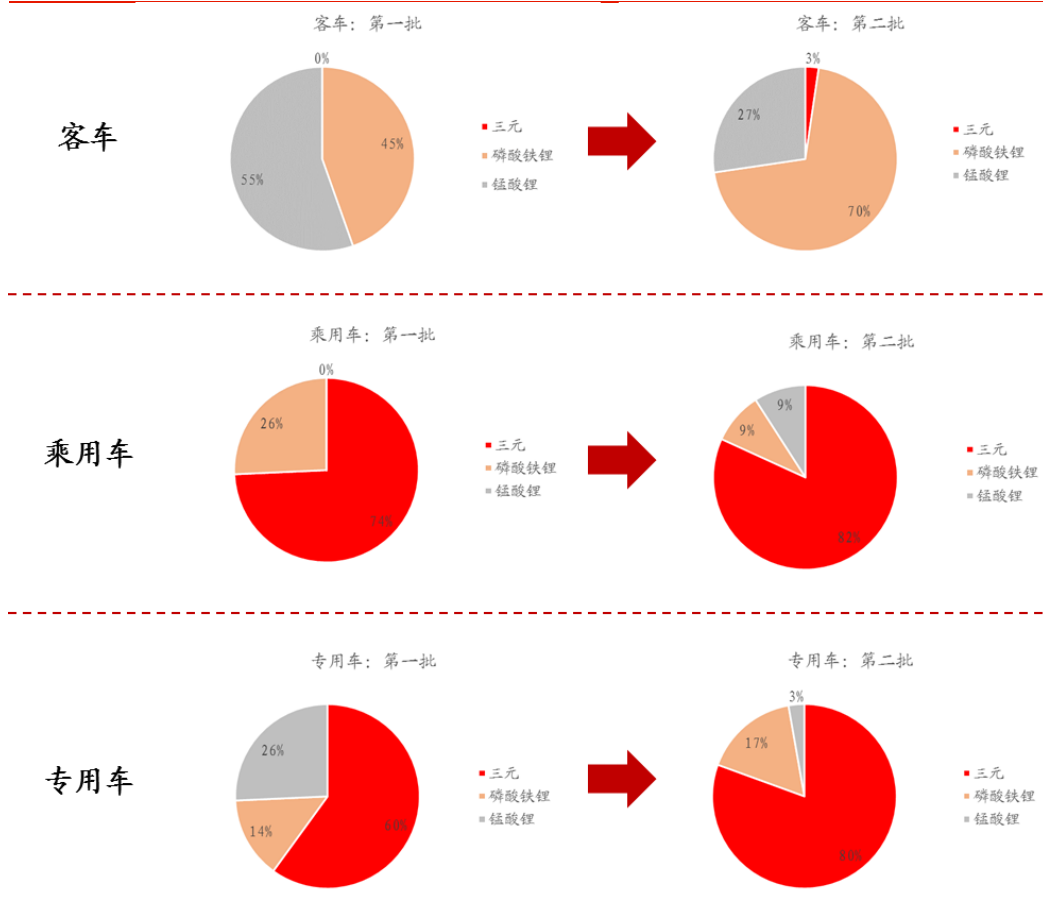 客车：第一批
0%
45%
55%
三元
磷酸铁锂
锰酸锂
客车
客车：第二批
3%
27%
70%
三元
磷酸铁锂
锰酸锂
乘用车：第一批
0%
26%
74%
三元
磷酸铁锂
锰酸锂
乘用车
乘用车：第二批
9%
9%
82%
三元
磷酸铁锂
锰酸锂
专用车：第一批
26%
14%
60%
三元
磷酸铁锂
锰酸锂
专用车
专用车：第二批
3%
17%
80%
三元
磷酸铁锂
锰酸锂